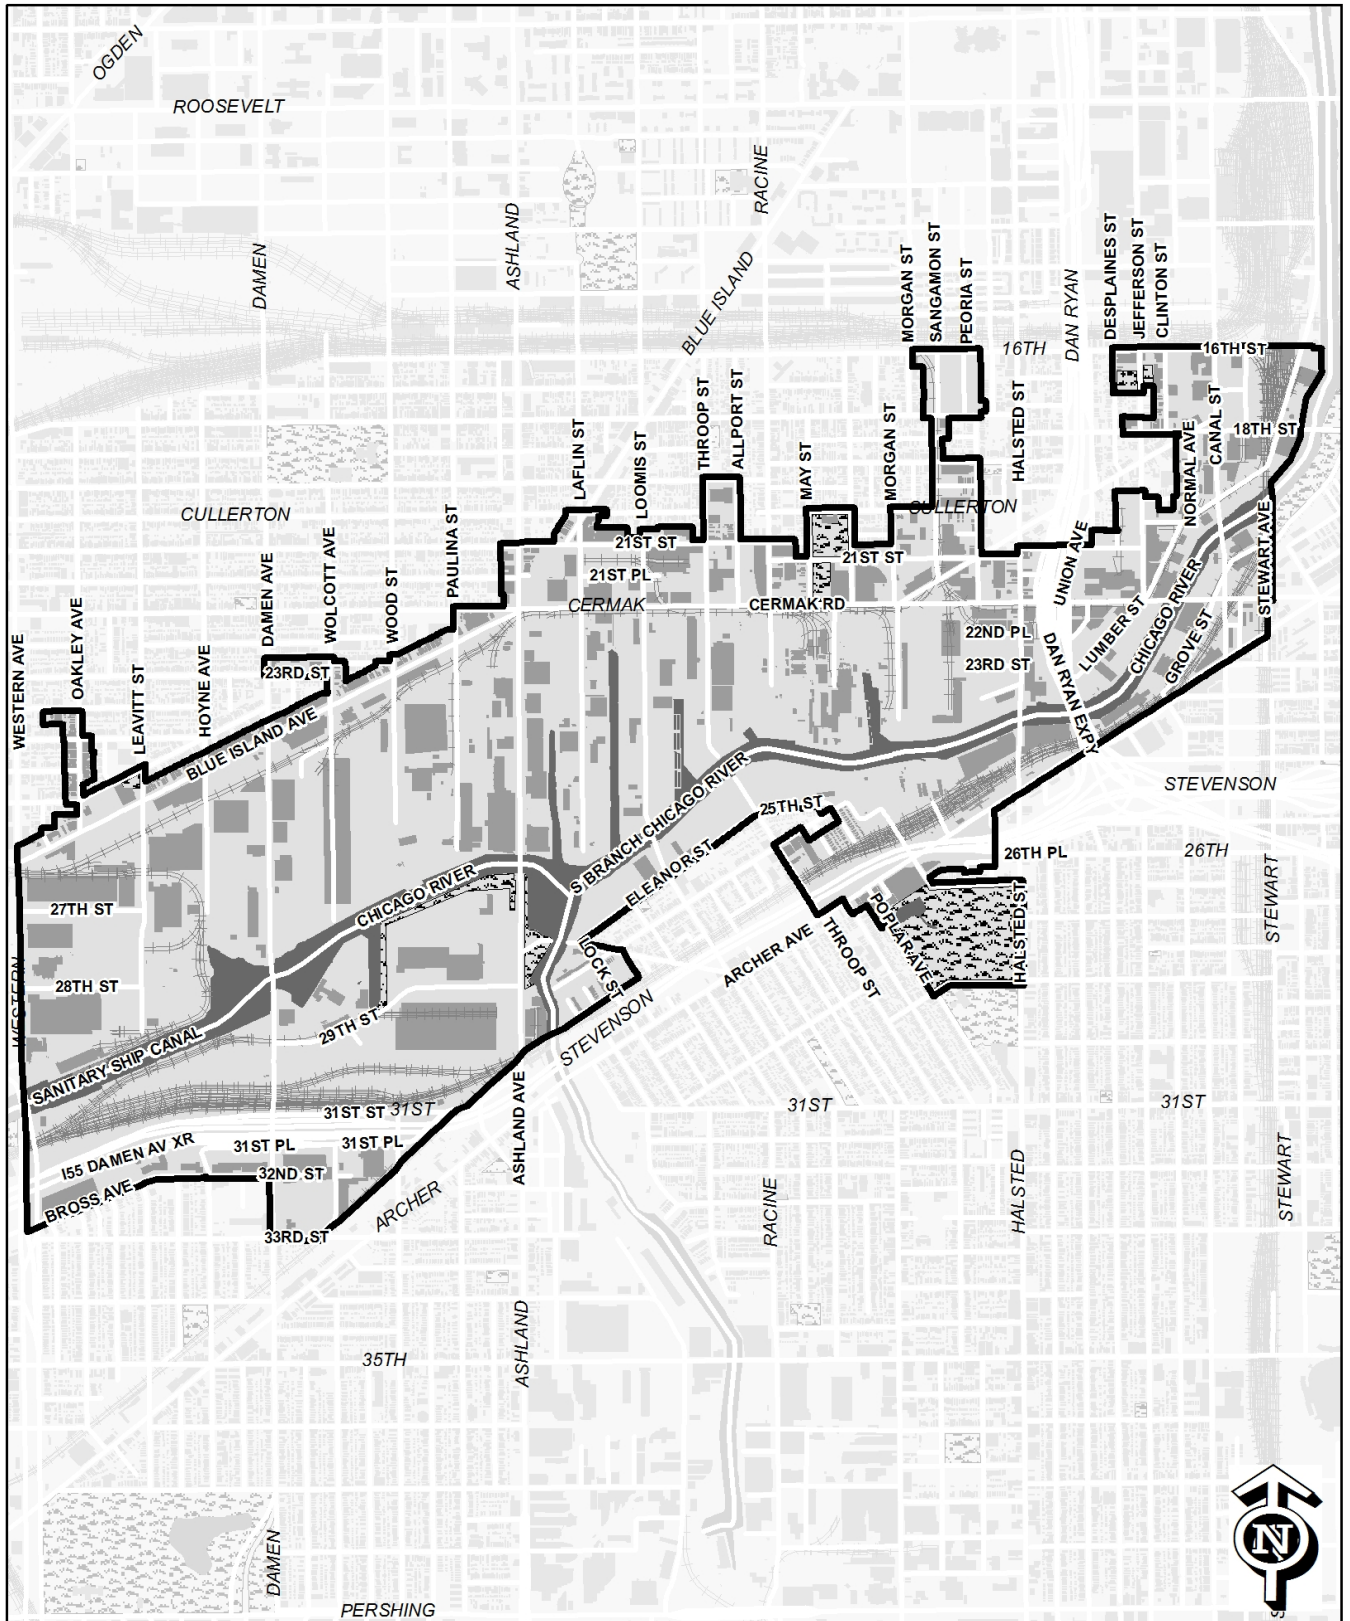 OGDEN
ROOSEVELT
RACINE
ASHLAND
DAMEN
BLUE ISLAND
MORGAN ST
SANGAMON ST
PEORIA ST
16TH
DAN RYAN
DESPLAINES ST
JEFFERSON ST
CLINTON ST
16TH ST
HALSTED ST
CANAL ST
18TH ST
NORMAL AVE
LAFLIN ST
LOOMIS ST
THROOP ST
ALLPORT ST
MAY ST
MORGAN ST
CULLERTON
CULLERTON
PAULINA ST
21ST ST
21ST ST
21ST PL
CERMAK
CERMAK RD
UNION AVE
STEWART AVE
DAMEN AVE
WOLCOTT AVE
WOOD ST
22ND PL
23RD ST
LUMBER ST
CHICAGO RIVER
GROVE ST
DAN RYAN EXPY
WESTERN AVE
OAKLEY AVE
LEAVITT ST
HOYNE AVE
23RD ST
BLUE ISLAND AVE
STEVENSON
25TH ST
S BRANCH CHICAGO RIVER
ELEANOR ST
26TH PL
26TH
CHICAGO RIVER
27TH ST
28TH ST
WESTERN
LOCK ST
ARCHER AVE
THROOP ST
POPLAR AVE
HALSTED ST
STEWART
SANITARY SHIP CANAL
29TH ST
STEVENSON
31ST ST
31ST
31ST
31ST
I55 DAMEN AV XR
31ST PL
31ST PL
32ND ST
BROSS AVE
33RD ST
ARCHER
ASHLAND AVE
RACINE
HALSTED
STEWART
ASHLAND
35TH
DAMEN
PERSHING
N
S